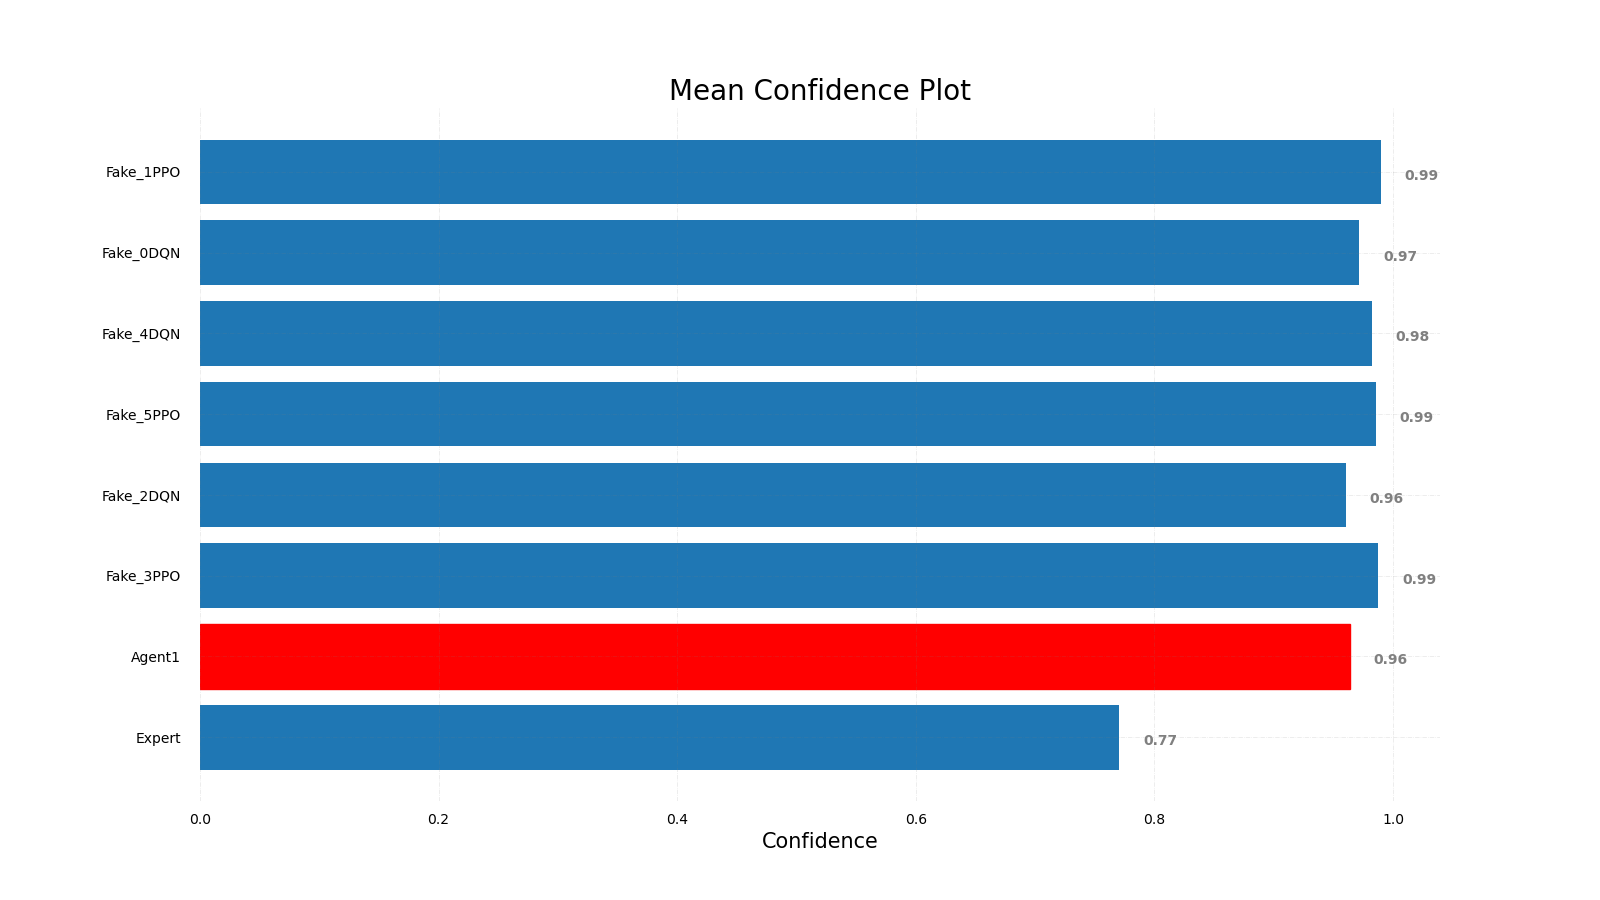 Mean Confidence Plot
Fake_1PPO 0.99
Fake_0DQN 0.97
Fake_4DQN 0.98
Fake_5PPO 0.99
Fake_2DQN 0.96
Fake_3PPO 0.99
Agent1 0.96
Expert 0.77
0.0 0.2 0.4 0.6 0.8 1.0
Confidence